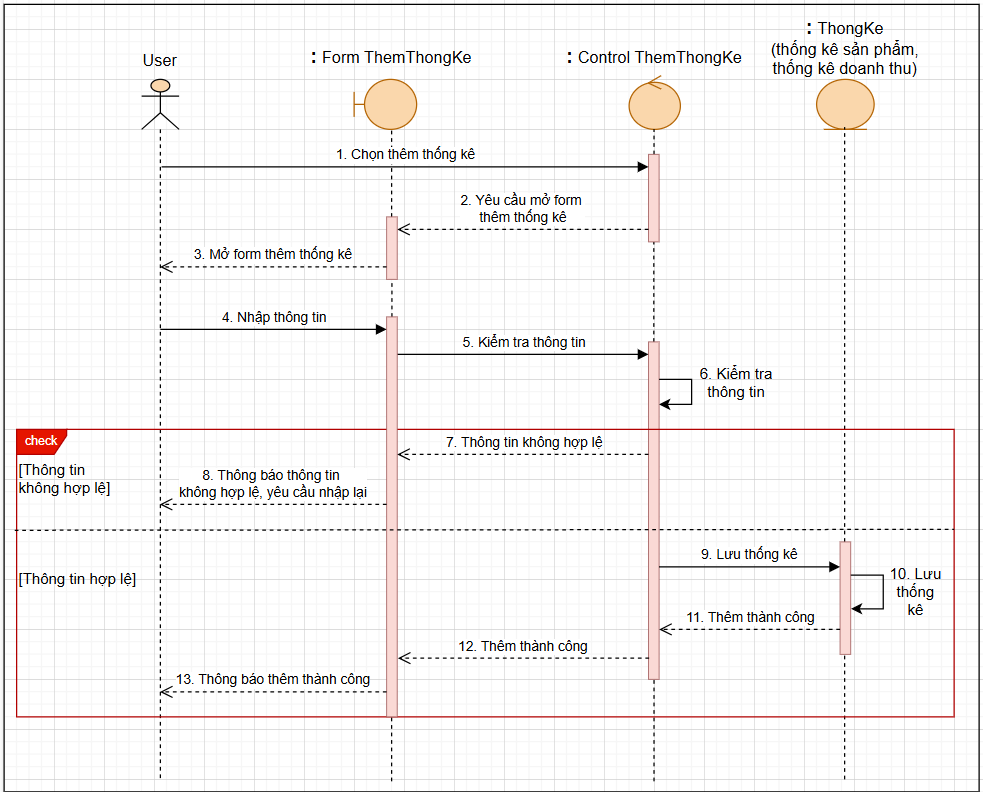 User
: Form ThemThongKe
: Control ThemThongKe
: ThongKe
(thống kê sản phẩm,
thống kê doanh thu)
1. Chọn thêm thống kê
2. Yêu cầu mở form
thêm thống kê
3. Mở form thêm thống kê
4. Nhập thông tin
5. Kiểm tra thông tin
6. Kiểm tra
thông tin
check
7. Thông tin không hợp lệ
[Thông tin
không hợp lệ]
8. Thông báo thông tin
không hợp lệ, yêu cầu nhập lại
9. Lưu thống kê
[Thông tin hợp lệ]
10. Lưu
thống
kê
11. Thêm thành công
12. Thêm thành công
13. Thông báo thêm thành công